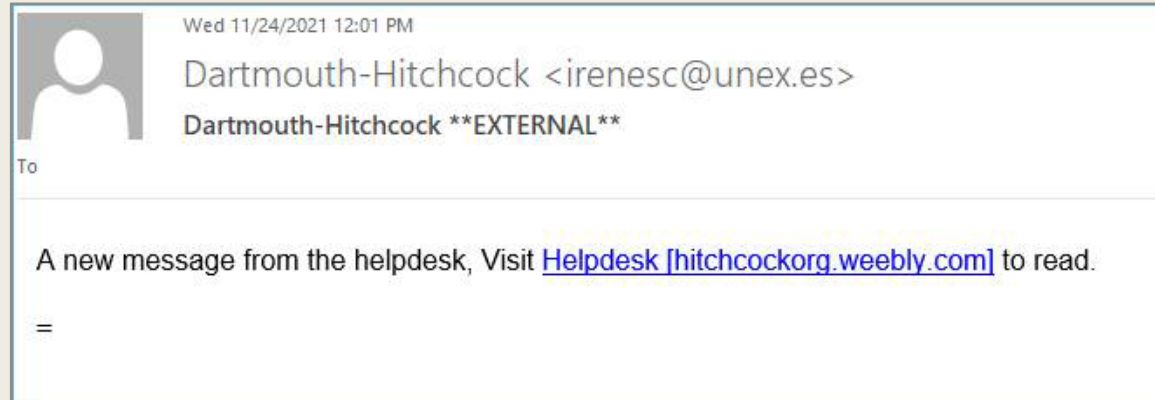 Wed 11/24/2021 12:01 PM
Dartmouth-Hitchcock <irenesc@unex.es>
Dartmouth-Hitchcock **EXTERNAL**
To
A new message from the helpdesk, Visit Helpdesk [hitchcockorg.weebly.com] to read.
=